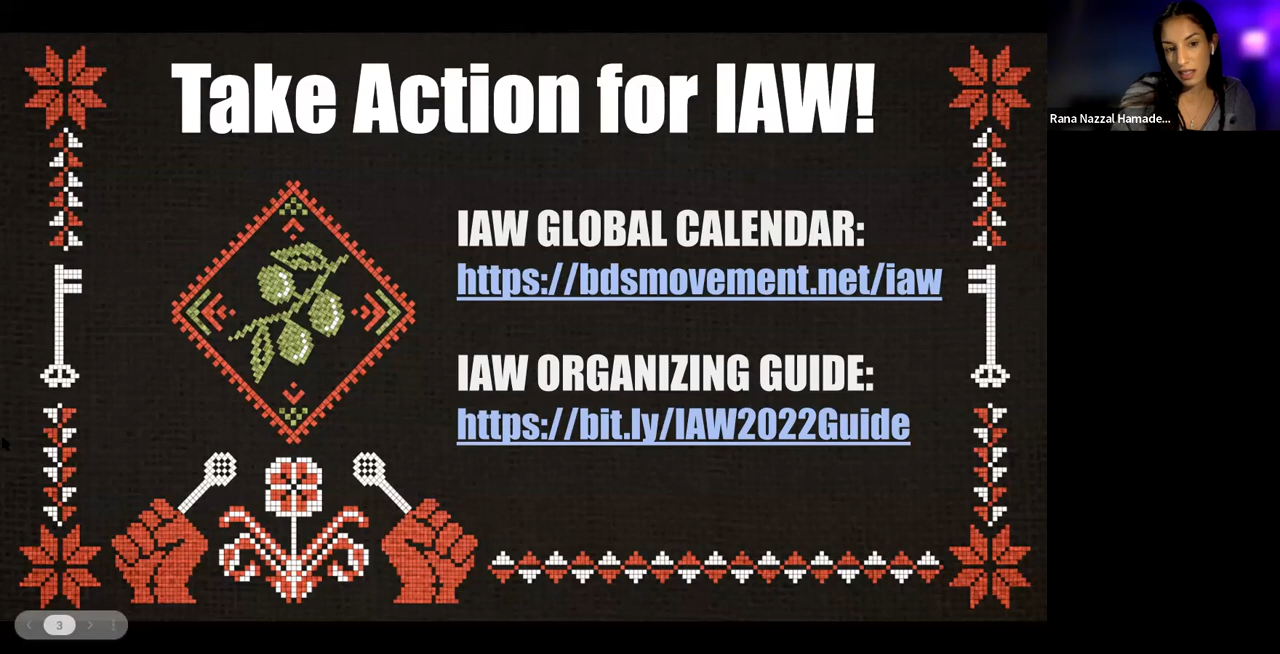 Take Action for IAW!
IAW GLOBAL CALENDAR:
https://bdsmovement.net/iaw
IAW ORGANIZING GUIDE:
https://bit.ly/IAW2022Guide
Rana Nazzal Hamade...
3